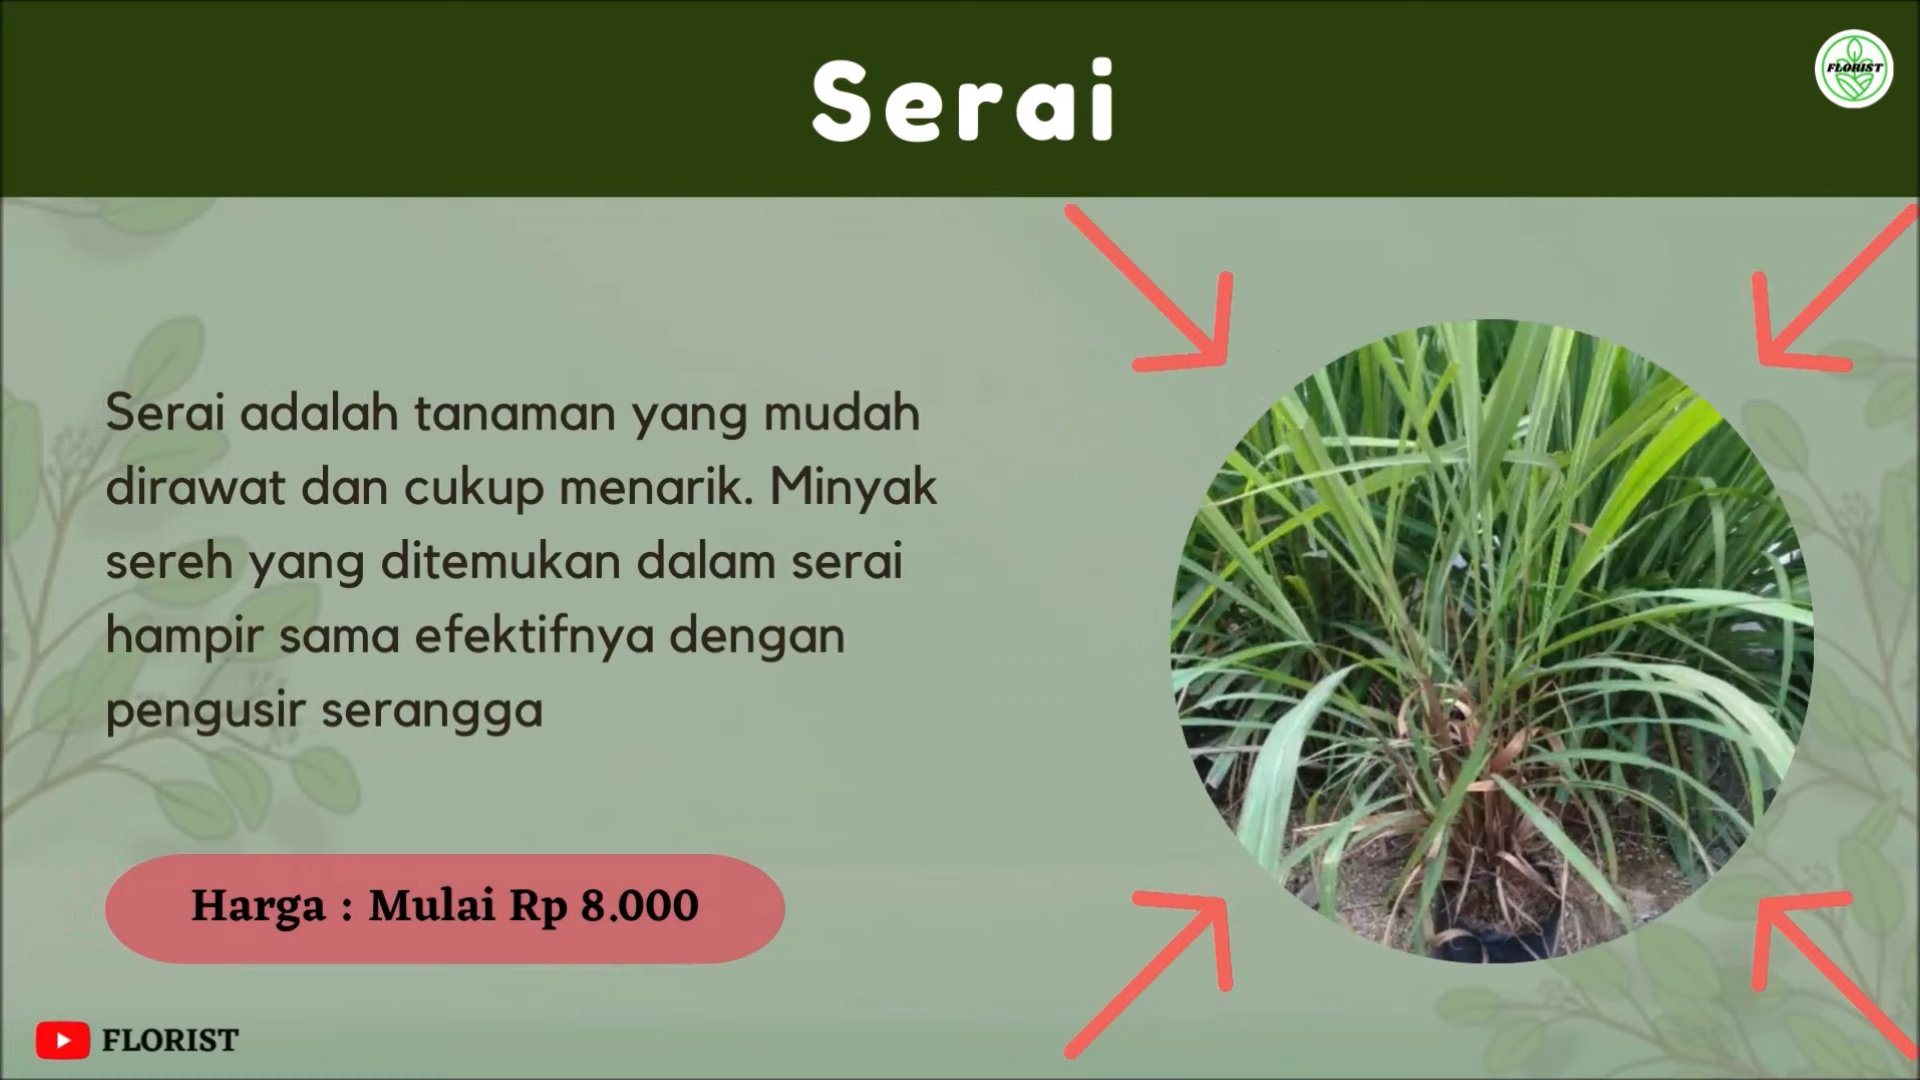 Serai
FLORIST
Serai adalah tanaman yang mudah
dirawat dan cukup menarik. Minyak
sereh yang ditemukan dalam serai
hampir sama efektifnya dengan
pengusir serangga
Harga : Mulai Rp 8.000
FLORIST